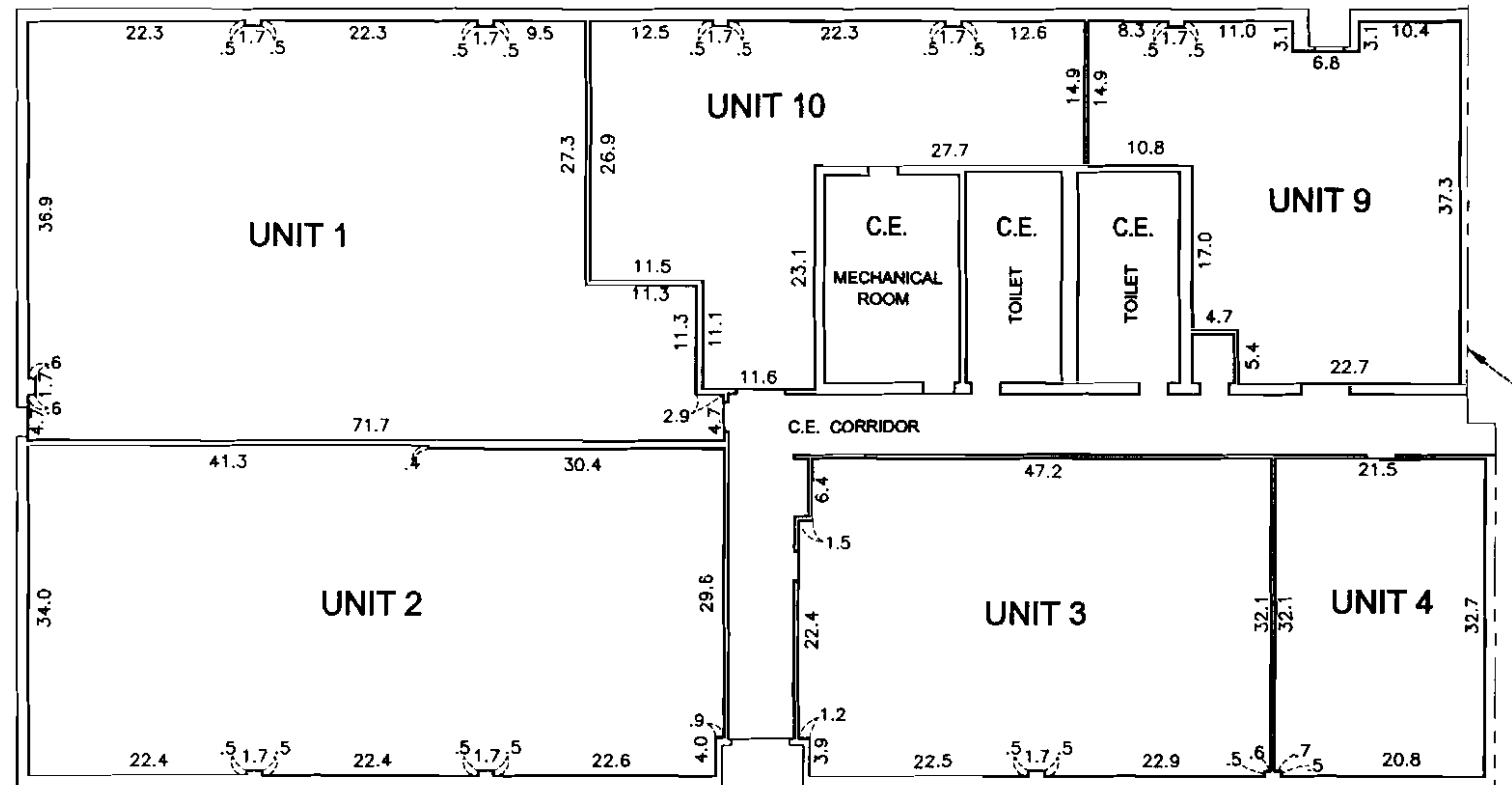 22.3 1.7 22.3 1.7 9.5 12.5 1.7 22.3 1.7 12.6 8.3 1.7 11.0 3.1 3.1 10.4
.5 .5 .5 .5 .5 .5 .5 .5 .5 .5
6.8
UNIT 10
14.9 14.9
27.3 26.9
27.7 10.8
36.9
UNIT 1
UNIT 9
37.3
C.E. C.E. C.E.
MECHANICAL
ROOM
TOILET
TOILET
17.0
23.1
11.5
11.3
11.3 11.1
4.7
5.4
.6
1.7
.6
4.7
11.6
22.7
2.9
4.7
71.7
C.E. CORRIDOR
41.3 .4 30.4
47.2
21.5
6.4
1.5
34.0
UNIT 2
29.6
22.4
UNIT 3
32.1 32.1
UNIT 4
32.7
.9
4.0
1.2
3.9
.5 .5 .5 .5 .5 .5 .5 .6 .7 .5
22.4 1.7 22.4 1.7 22.6 22.5 1.7 22.9 20.8